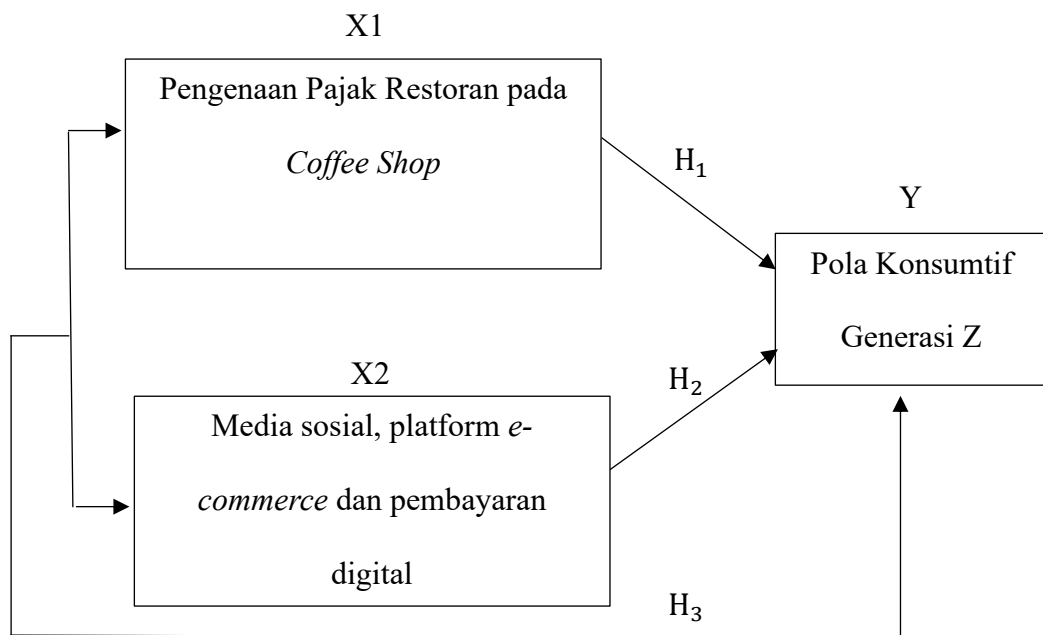 X1
Pengenaan Pajak Restoran pada
Coffee Shop
H₁
Y
Pola Konsumtif
Generasi Z
X2
H₂
Media sosial, platform e-
commerce dan pembayaran
digital
H₃